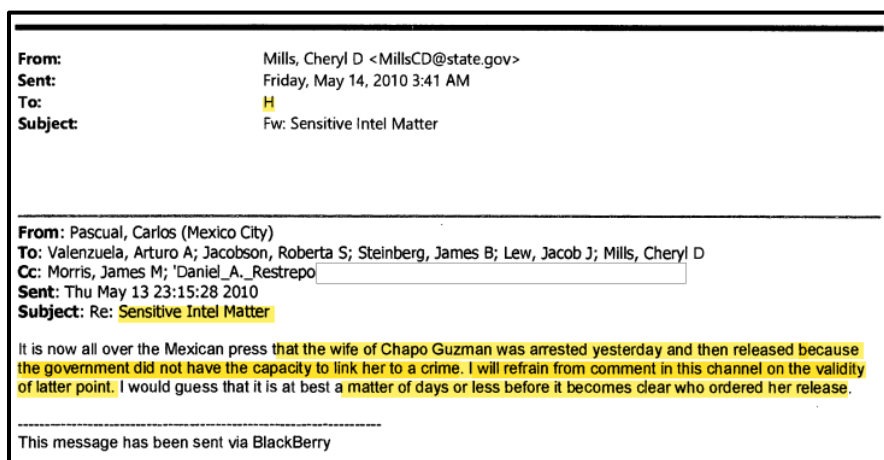 From: Mills, Cheryl D <MillsCD@state.gov>
Sent: Friday, May 14, 2010 3:41 AM
To: H
Subject: Fw: Sensitive Intel Matter
From: Pascual, Carlos (Mexico City)
To: Valenzuela, Arturo A; Jacobson, Roberta S; Steinberg, James B; Lew, Jacob J; Mills, Cheryl D
Cc: Morris, James M; 'Daniel_A._Restrepo
Sent: Thu May 13 23:15:28 2010
Subject: Re: Sensitive Intel Matter
It is now all over the Mexican press that the wife of Chapo Guzman was arrested yesterday and then released because
the government did not have the capacity to link her to a crime. I will refrain from comment in this channel on the validity
of latter point. I would guess that it is at best a matter of days or less before it becomes clear who ordered her release.
This message has been sent via BlackBerry